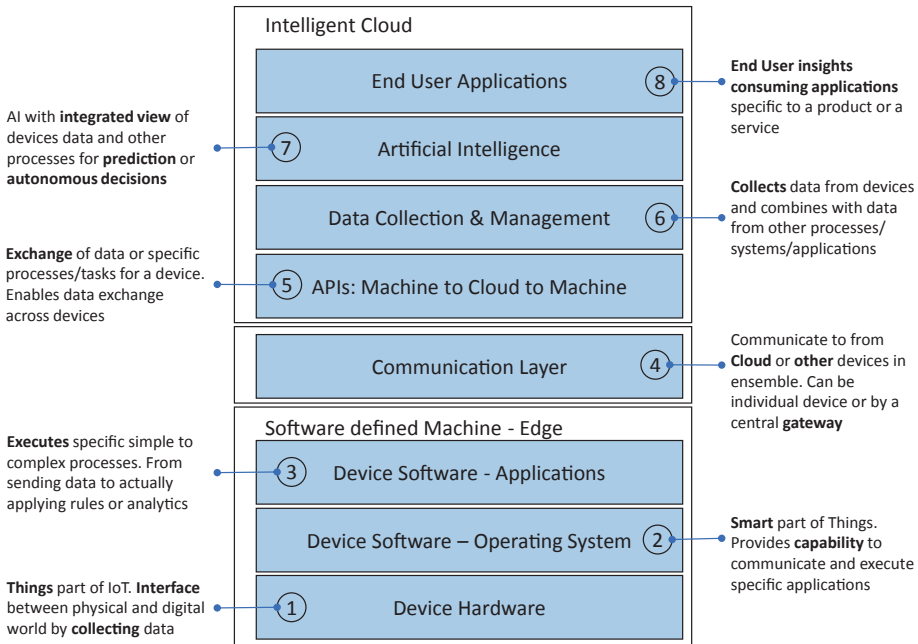 Intelligent Cloud
End User Applications
8
End User insights
consuming applications
specific to a product or a
service
AI with integrated view of
devices data and other
processes for prediction or
autonomous decisions
7
Artificial Intelligence
Data Collection & Management
6
Collects data from devices
and combines with data
from other processes/
systems/applications
Exchange of data or specific
processes/tasks for a device.
Enables data exchange
across devices
5
APIs: Machine to Cloud to Machine
Communication Layer
4
Communicate to from
Cloud or other devices in
ensemble. Can be
individual device or by a
central gateway
Software defined Machine - Edge
Executes specific simple to
complex processes. From
sending data to actually
applying rules or analytics
3
Device Software - Applications
Device Software – Operating System
2
Smart part of Things.
Provides capability to
communicate and execute
specific applications
Things part of IoT. Interface
between physical and digital
world by collecting data
1
Device Hardware